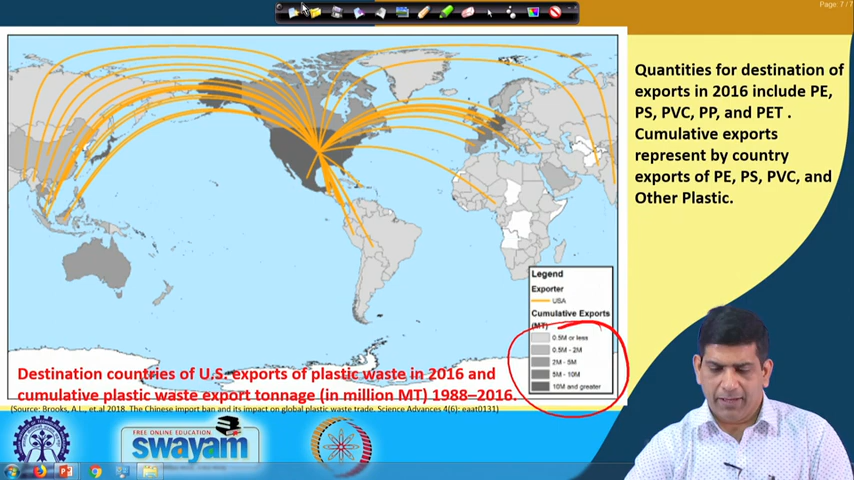 Page: 7 / 7
Quantities for destination of
exports in 2016 include PE,
PS, PVC, PP, and PET .
Cumulative exports
represent by country
exports of PE, PS, PVC, and
Other Plastic.
Legend
Exporter
USA
Cumulative Exports
(MT)
0.5M or less
0.5M - 2M
2M - 5M
5M - 10M
10M and greater
Destination countries of U.S. exports of plastic waste in 2016 and
cumulative plastic waste export tonnage (in million MT) 1988–2016.
(Source: Brooks, A.L., et.al 2018. The Chinese import ban and its impact on global plastic waste trade. Science Advances 4(6): eaat0131)
FREE ONLINE EDUCATION
swayam